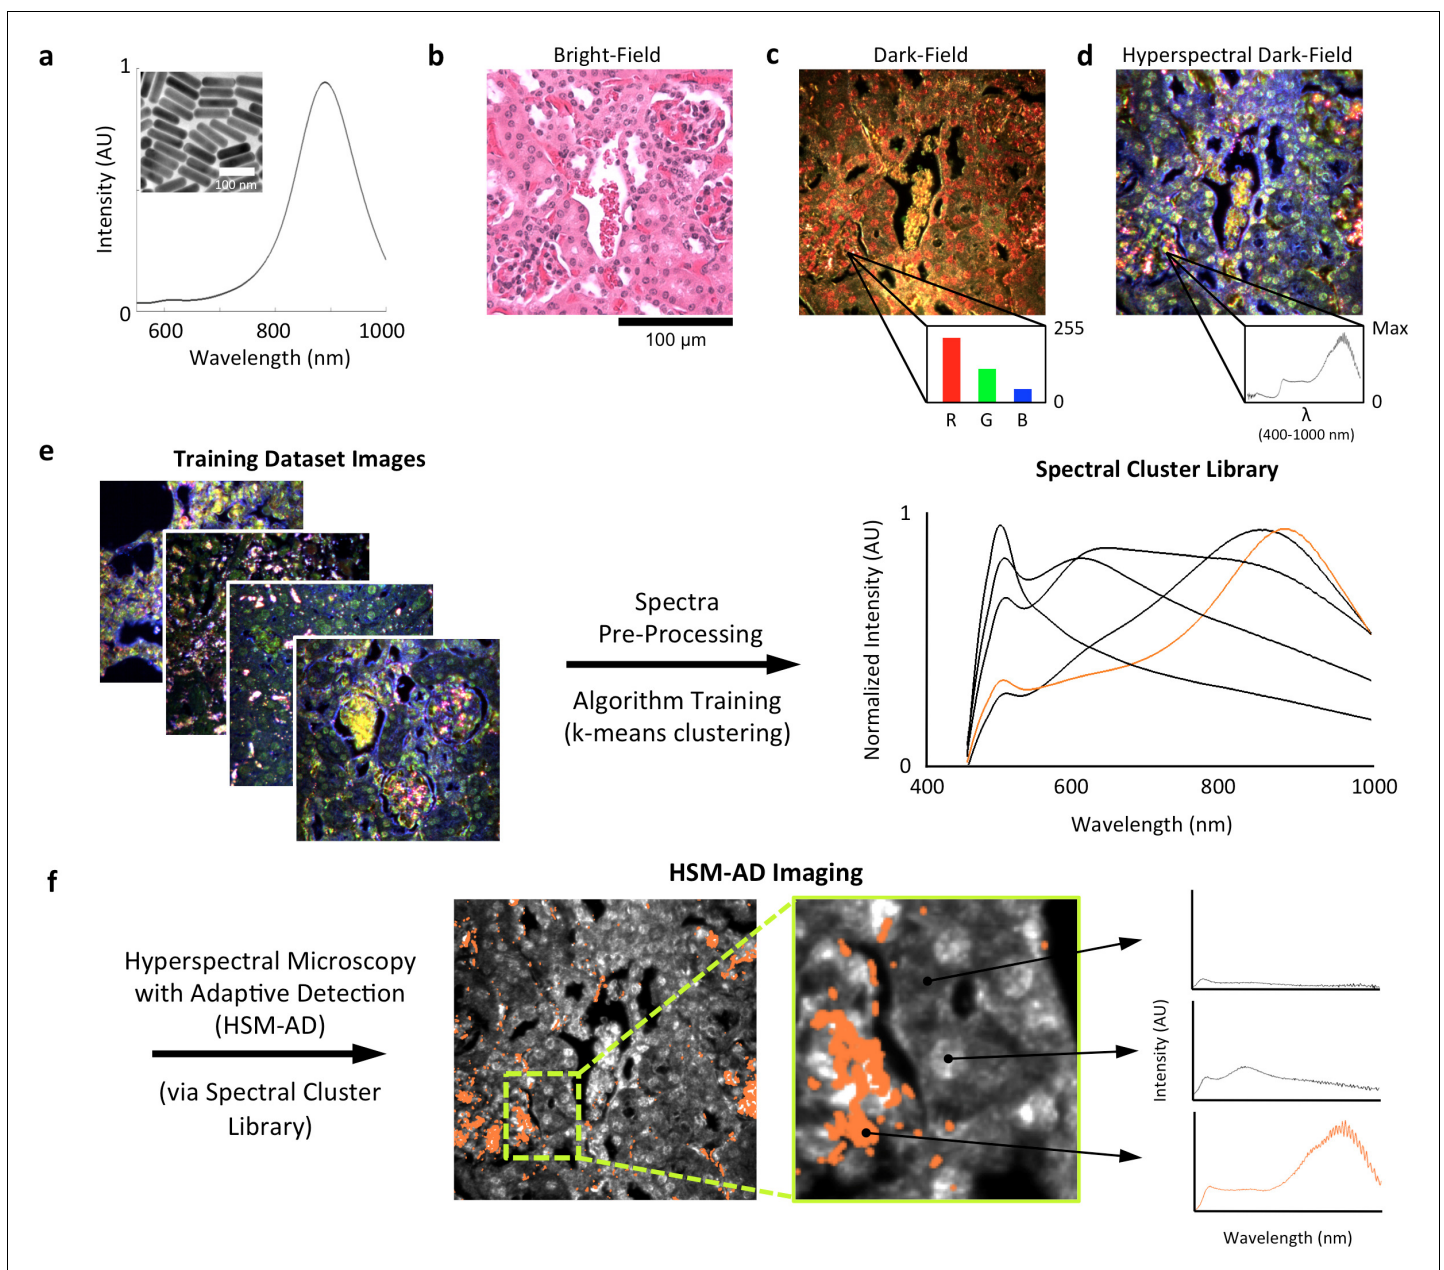 a
1
Intensity (AU)
100 nm
0
600
800
1000
Wavelength (nm)
b
Bright-Field
100 µm
c
Dark-Field
255
0
R
G
B
d
Hyperspectral Dark-Field
Max
0
λ
(400-1000 nm)
e
Training Dataset Images
Spectra
Pre-Processing
Algorithm Training
(k-means clustering)
Spectral Cluster Library
1
Normalized Intensity (AU)
0
400
600
800
1000
Wavelength (nm)
f
HSM-AD Imaging
Hyperspectral Microscopy
with Adaptive Detection
(HSM-AD)
(via Spectral Cluster
Library)
Intensity (AU)
Wavelength (nm)